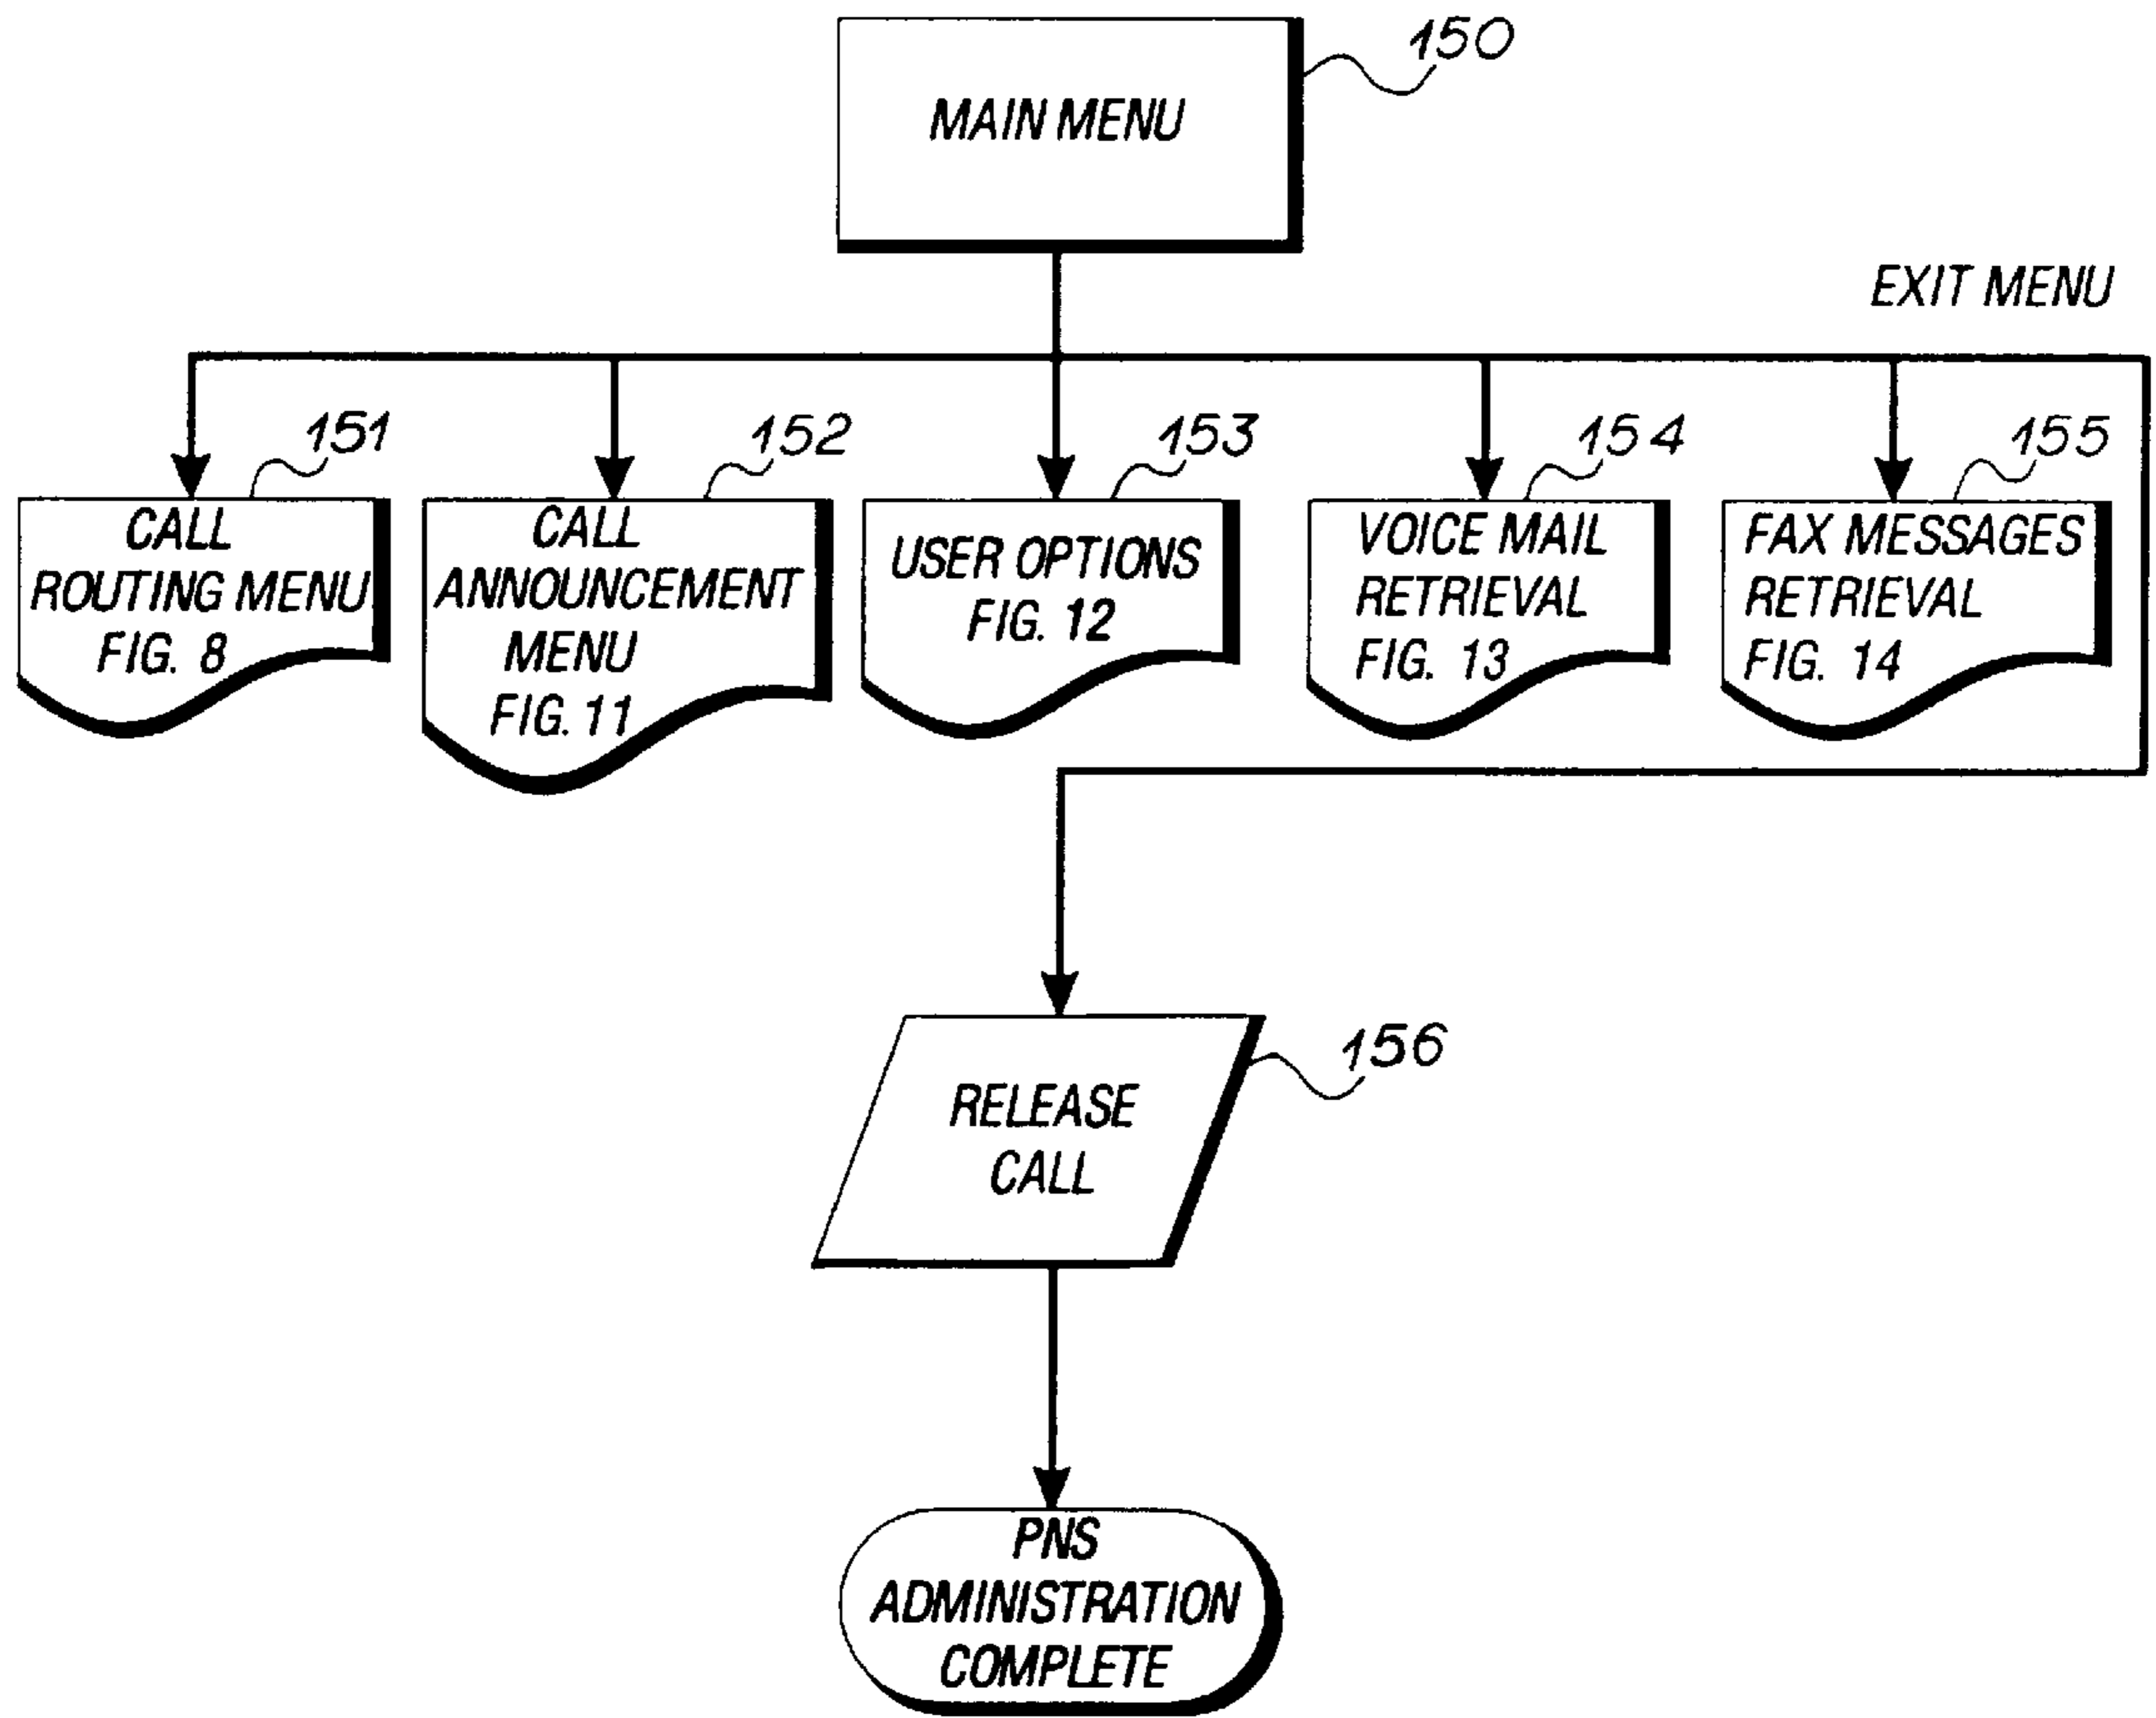 150
MAIN MENU
EXIT MENU
151
152
153
154
155
CALL
ROUTING MENU
FIG. 8
CALL
ANNOUNCEMENT
MENU
FIG. 11
USER OPTIONS
FIG. 12
VOICE MAIL
RETRIEVAL
FIG. 13
FAX MESSAGES
RETRIEVAL
FIG. 14
156
RELEASE
CALL
PNS
ADMINISTRATION
COMPLETE